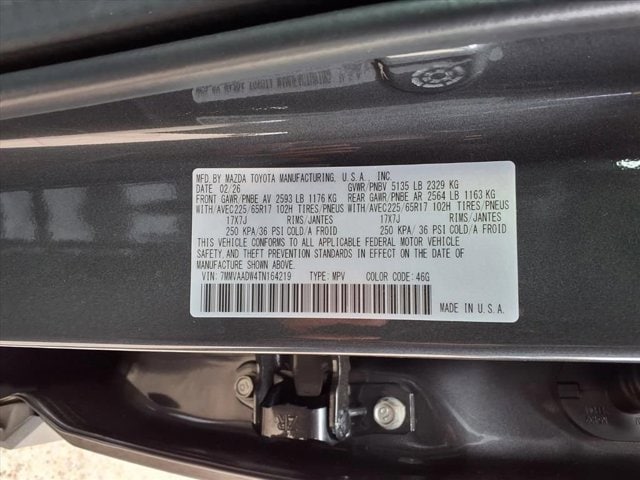 MFD.BY MAZDA TOYOTA MANUFACTURING, U.S.A., INC.
DATE 02/26 GVWR/PNBV 5135 LB 2329 KG
FRONT GAWR/PNBE AV 2593 LB 1176 KG REAR GAWR/PNBE AR 2564 LB 1163 KG
WITH/AVEC225/65R17 102H TIRES/PNEUS WITH/AVEC225/65R17 102H TIRES/PNEUS
17X7J RIMS/JANTES 17X7J RIMS/JANTES
250 KPA/36 PSI COLD/A FROID 250 KPA/36 PSI COLD/A FROID
THIS VEHICLE CONFORMS TO ALL APPLICABLE FEDERAL MOTOR VEHICLE
SAFETY,AND THEFT PREVENTION STANDARDS IN EFFECT ON THE DATE OF
MANUFACTURE SHOWN ABOVE.
VIN: 7MMVAADW4TN164219 TYPE: MPV COLOR CODE: 46G
MADE IN U.S.A.